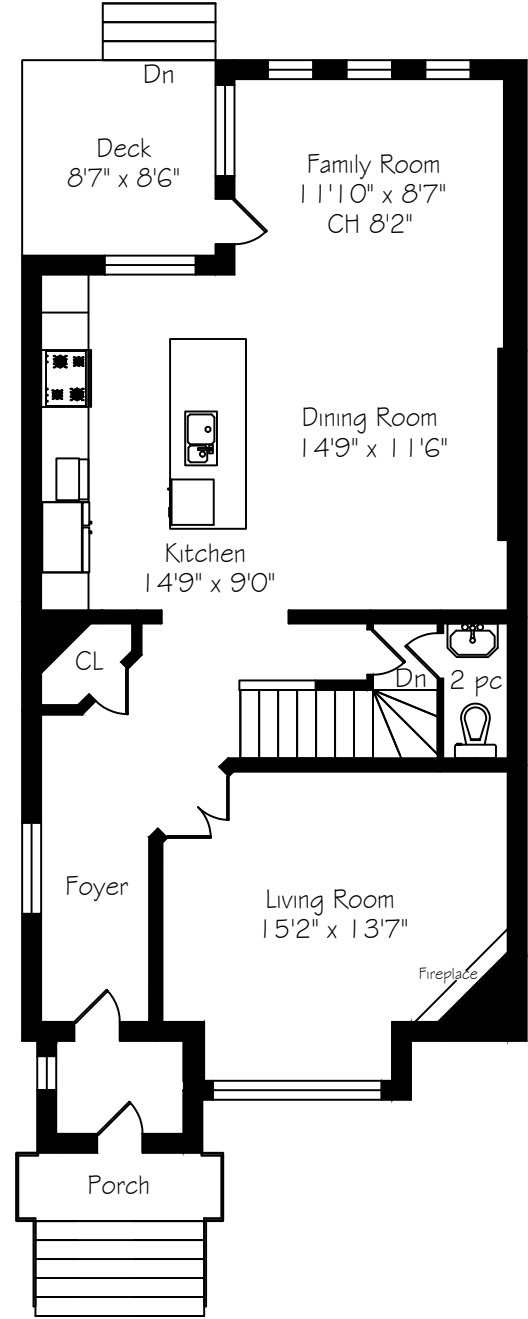 Dn
Deck
8'7" x 8'6"
Family Room
11'10" x 8'7"
CH 8'2"
Dining Room
14'9" x 11'6"
Kitchen
14'9" x 9'0"
CL
Dn
2 pc
Foyer
Living Room
15'2" x 13'7"
Fireplace
Porch